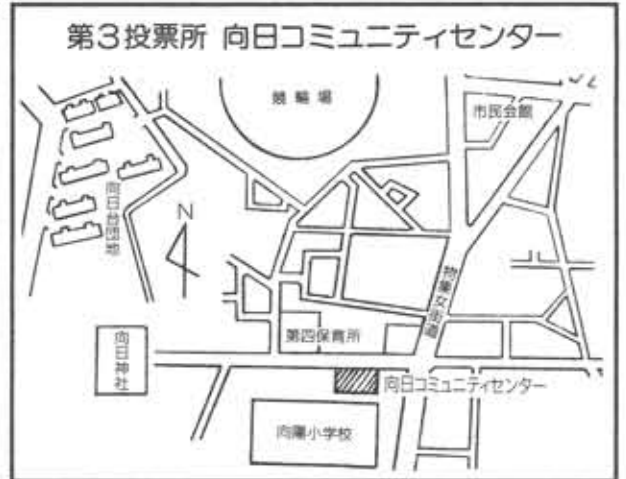 第3投票所 向日コミュニティセンター
競輪場
市民会館
向日台団地
N
物集女街道
第四保育所
向日神社
向日コミュニティセンター
向陽小学校